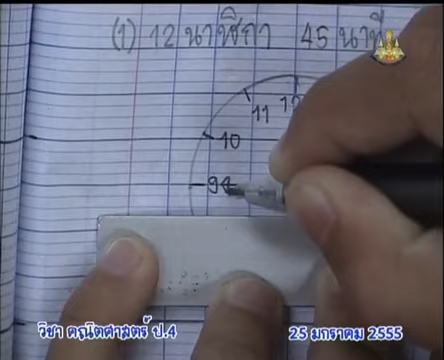 (1) 12 นาฬิกา 45 นาที
12
11
10
9
วิชา คณิตศาสตร์ ป.4
25 มกราคม 2555